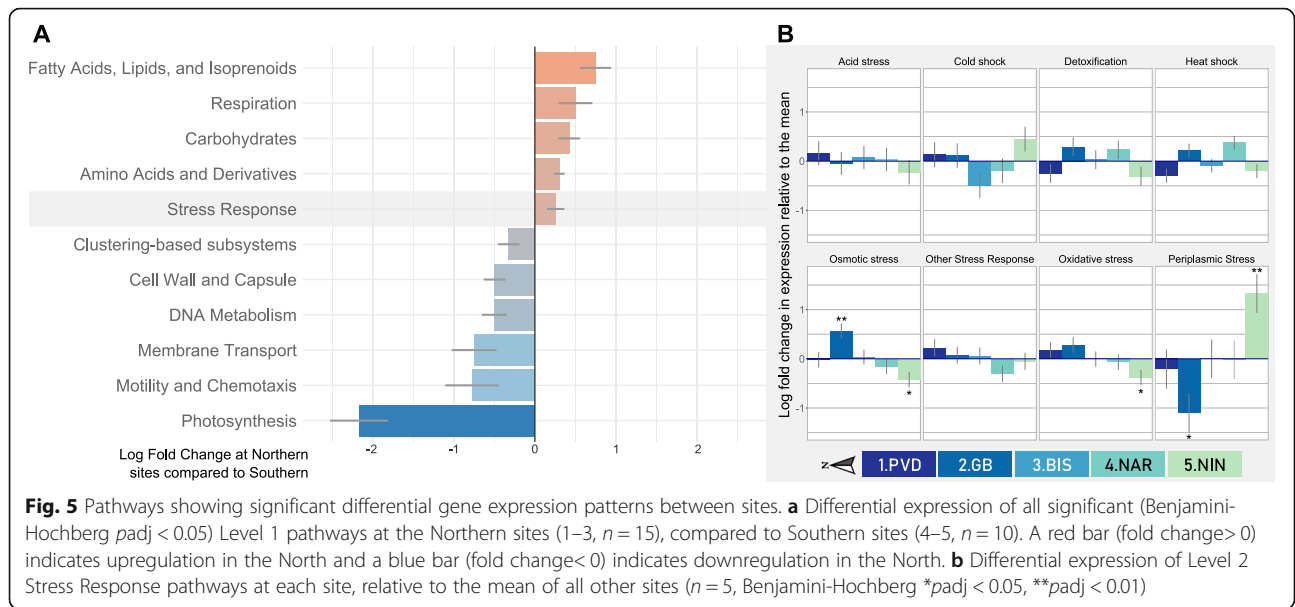 A
Fatty Acids, Lipids, and Isoprenoids
Respiration
Carbohydrates
Amino Acids and Derivatives
Stress Response
Clustering-based subsystems
Cell Wall and Capsule
DNA Metabolism
Membrane Transport
Motility and Chemotaxis
Photosynthesis
-2 -1 0 1 2
Log Fold Change at Northern
sites compared to Southern
B
Log fold change in expression relative to the mean
Acid stress Cold shock Detoxification Heat shock
1
0
-1
Osmotic stress Other Stress Response Oxidative stress Periplasmic Stress
1
0
-1
** * * * **
N 1.PVD 2.GB 3.BIS 4.NAR 5.NIN
Fig. 5 Pathways showing significant differential gene expression patterns between sites. a Differential expression of all significant (Benjamini-
Hochberg padj < 0.05) Level 1 pathways at the Northern sites (1–3, n = 15), compared to Southern sites (4–5, n = 10). A red bar (fold change> 0)
indicates upregulation in the North and a blue bar (fold change< 0) indicates downregulation in the North. b Differential expression of Level 2
Stress Response pathways at each site, relative to the mean of all other sites (n = 5, Benjamini-Hochberg *padj < 0.05, **padj < 0.01)